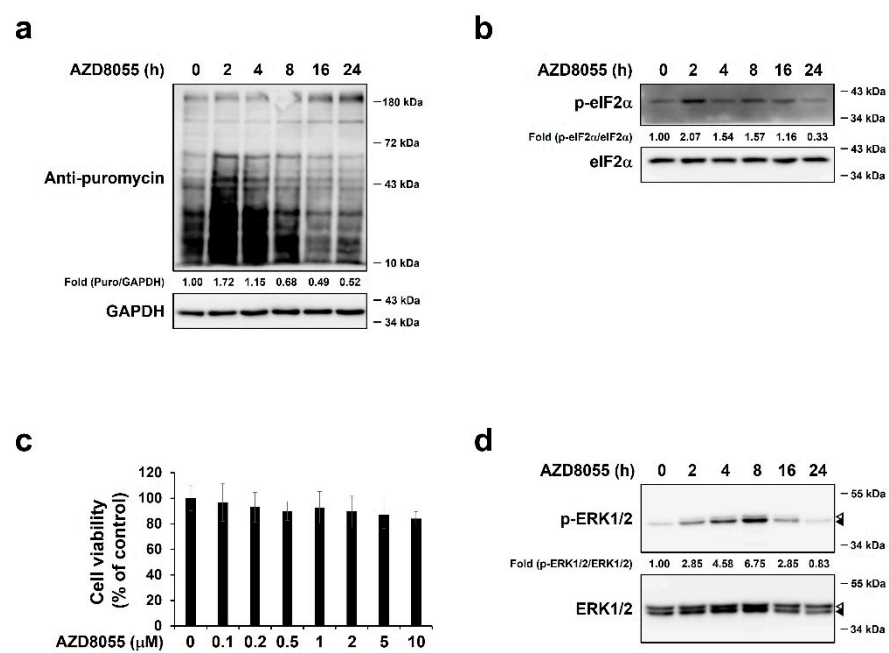 a
AZD8055 (h) 0 2 4 8 16 24
180 kDa
72 kDa
Anti-puromycin
43 kDa
10 kDa
Fold (Puro/GAPDH) 1.00 1.72 1.15 0.68 0.49 0.52
43 kDa
GAPDH
34 kDa
b
AZD8055 (h) 0 2 4 8 16 24
43 kDa
p-eIF2α
34 kDa
Fold (p-eIF2α/eIF2α) 1.00 2.07 1.54 1.57 1.16 0.33
43 kDa
eIF2α
34 kDa
c
Cell viability
(% of control)
120
100
80
60
40
20
0
AZD8055 (μM) 0 0.1 0.2 0.5 1 2 5 10
d
AZD8055 (h) 0 2 4 8 16 24
55 kDa
p-ERK1/2
34 kDa
Fold (p-ERK1/2/ERK1/2) 1.00 2.85 4.58 6.75 2.85 0.83
55 kDa
ERK1/2
34 kDa